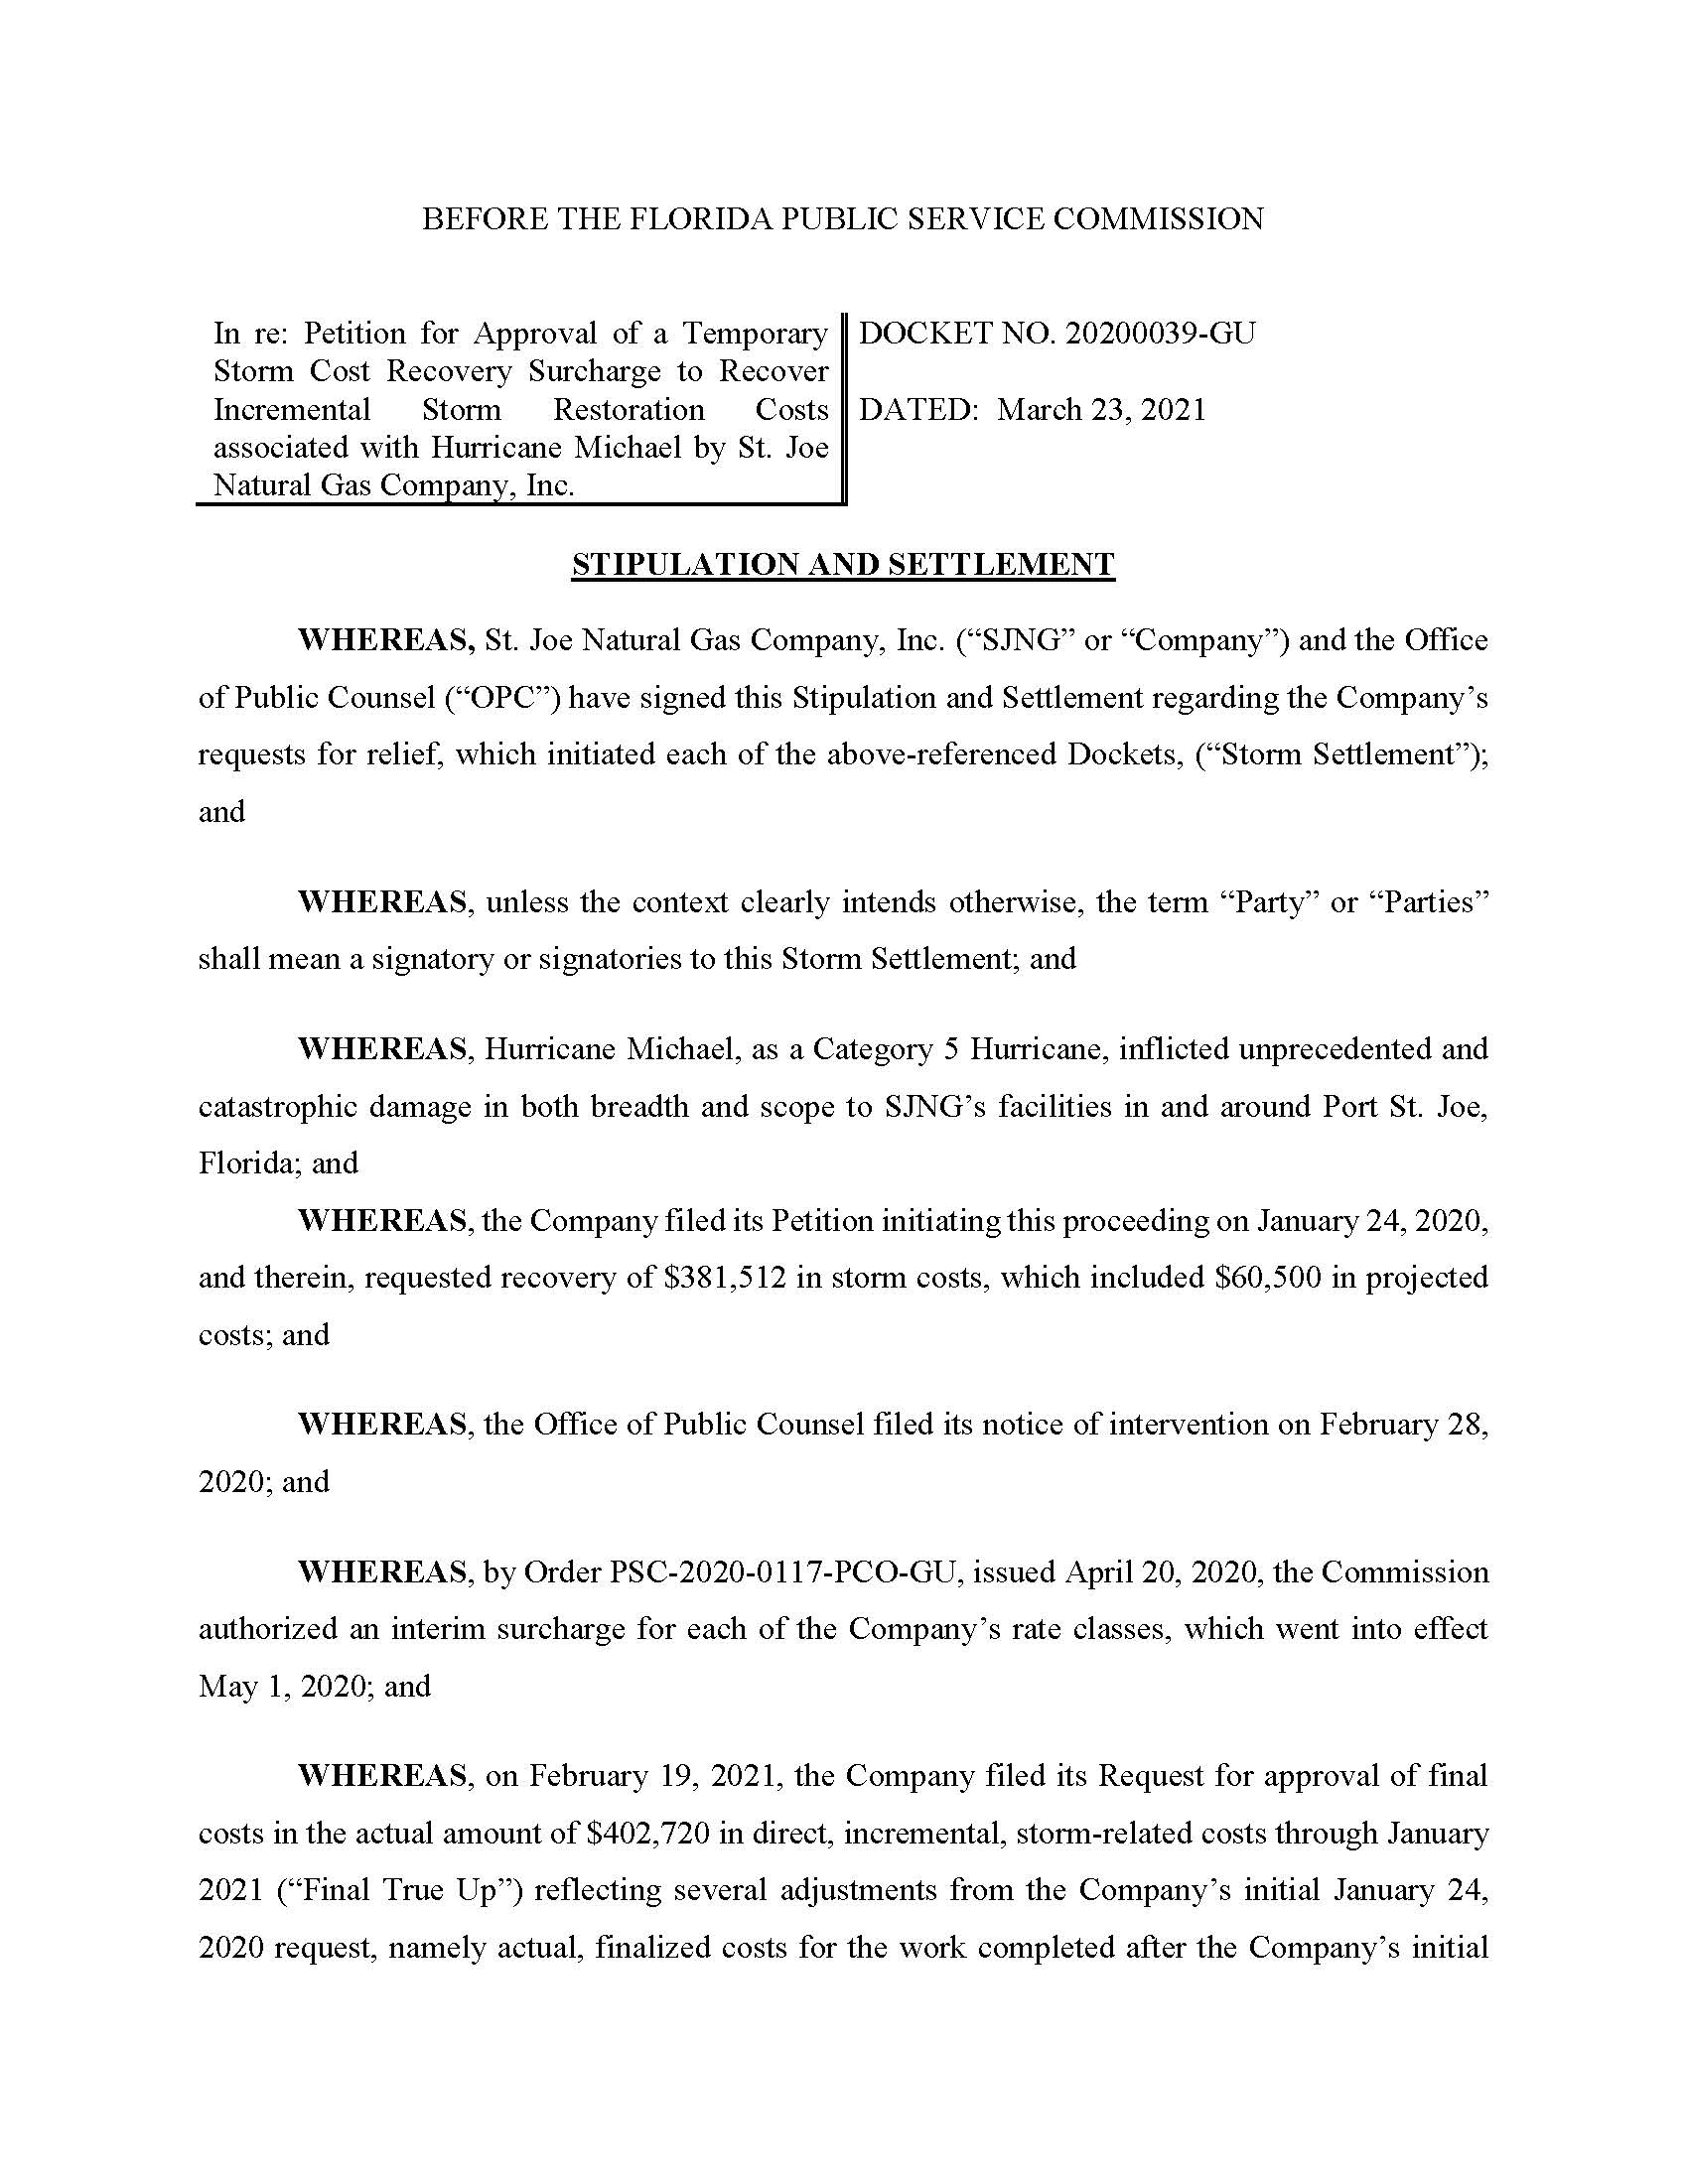 BEFORE THE FLORIDA PUBLIC SERVICE COMMISSION
In re: Petition for Approval of a Temporary
Storm Cost Recovery Surcharge to Recover
Incremental Storm Restoration Costs
associated with Hurricane Michael by St. Joe
Natural Gas Company, Inc.
DOCKET NO. 20200039-GU
DATED: March 23, 2021
STIPULATION AND SETTLEMENT
WHEREAS, St. Joe Natural Gas Company, Inc. (“SJNG” or “Company”) and the Office
of Public Counsel (“OPC”) have signed this Stipulation and Settlement regarding the Company’s
requests for relief, which initiated each of the above-referenced Dockets, (“Storm Settlement”);
and
WHEREAS, unless the context clearly intends otherwise, the term “Party” or “Parties”
shall mean a signatory or signatories to this Storm Settlement; and
WHEREAS, Hurricane Michael, as a Category 5 Hurricane, inflicted unprecedented and
catastrophic damage in both breadth and scope to SJNG’s facilities in and around Port St. Joe,
Florida; and
WHEREAS, the Company filed its Petition initiating this proceeding on January 24, 2020,
and therein, requested recovery of $381,512 in storm costs, which included $60,500 in projected
costs; and
WHEREAS, the Office of Public Counsel filed its notice of intervention on February 28,
2020; and
WHEREAS, by Order PSC-2020-0117-PCO-GU, issued April 20, 2020, the Commission
authorized an interim surcharge for each of the Company’s rate classes, which went into effect
May 1, 2020; and
WHEREAS, on February 19, 2021, the Company filed its Request for approval of final
costs in the actual amount of $402,720 in direct, incremental, storm-related costs through January
2021 (“Final True Up”) reflecting several adjustments from the Company’s initial January 24,
2020 request, namely actual, finalized costs for the work completed after the Company’s initial